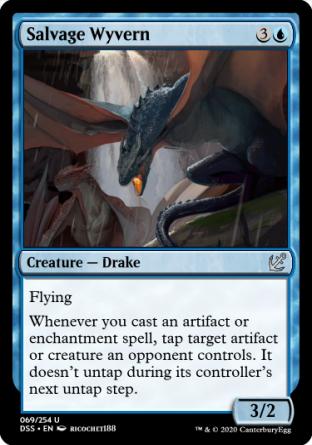 Salvage Wyvern 3
Creature — Drake
Flying
Whenever you cast an artifact or
enchantment spell, tap target artifact
or creature an opponent controls. It
doesn't untap during its controller's
next untap step.
3/2
069/254 U
DSS • EN RICOCHET188
™ & © 2020 CanterburyEgg